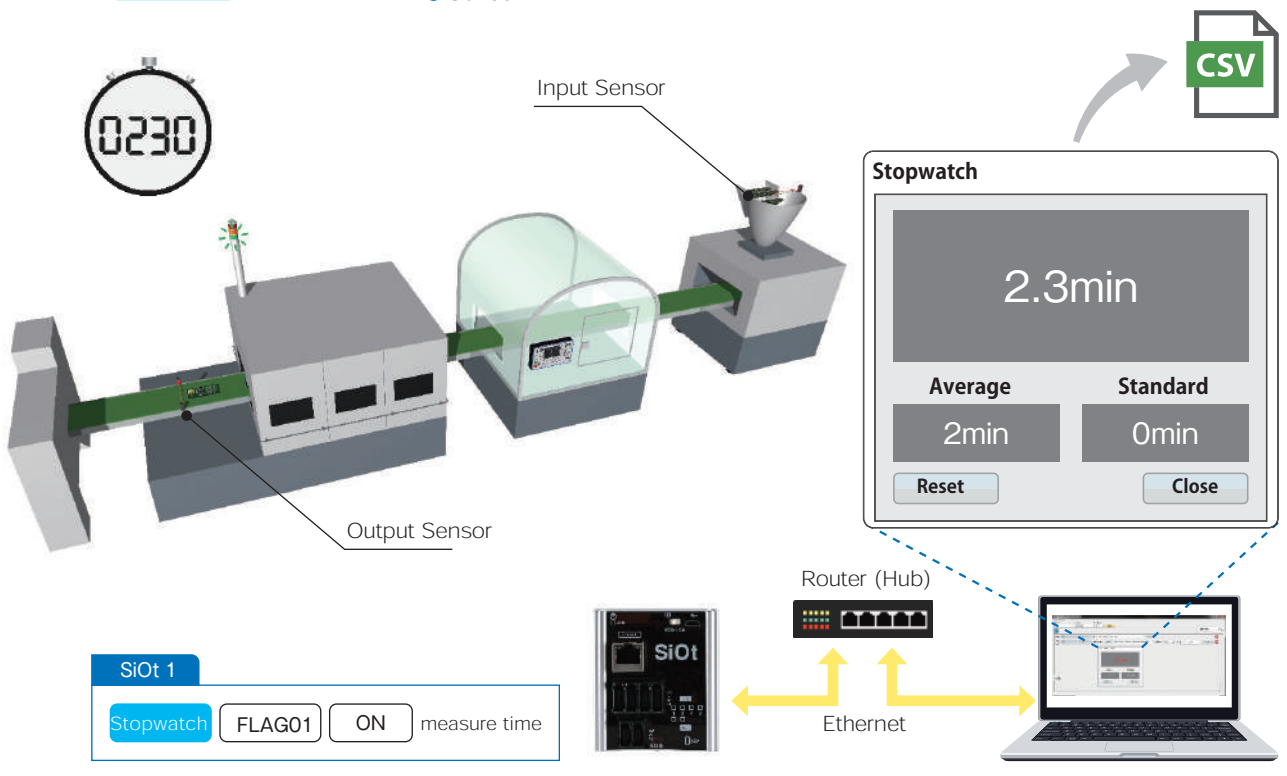 CSV
Input Sensor
0230
Stopwatch
2.3min
Average
Standard
2min
0min
Reset
Close
Output Sensor
Router (Hub)
SiOt
SiOt 1
Stopwatch FLAG01 ON measure time
Ethernet